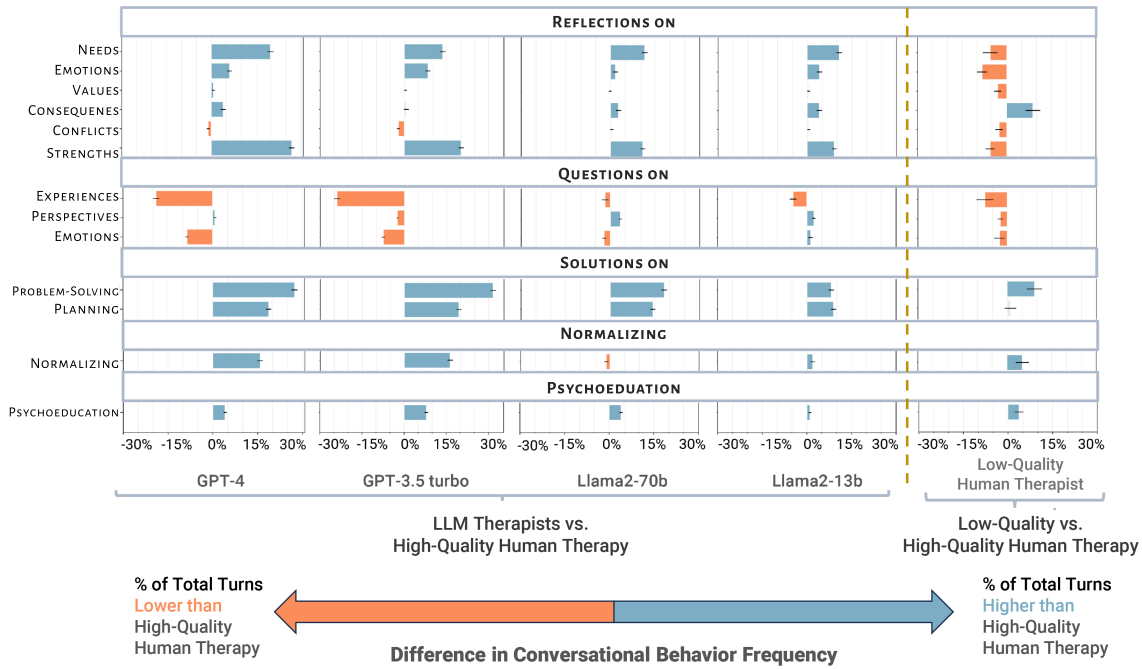 REFLECTIONS ON
NEEDS
EMOTIONS
VALUES
CONSEQUENES
CONFLICTS
STRENGTHS
QUESTIONS ON
EXPERIENCES
PERSPECTIVES
EMOTIONS
SOLUTIONS ON
PROBLEM-SOLVING
PLANNING
NORMALIZING
NORMALIZING
PSYCHOEDUATION
PSYCHOEDUCATION
-30% -15% 0% 15% 30% -30% -15% 0% 15% 30% -30% -15% 0% 15% 30% -30% -15% 0% 15% 30% -30% -15% 0% 15% 30%
GPT-4 GPT-3.5 turbo Llama2-70b Llama2-13b
Low-Quality
Human Therapist
LLM Therapists vs.
High-Quality Human Therapy
Low-Quality vs.
High-Quality Human Therapy
% of Total Turns
Lower than
High-Quality
Human Therapy
% of Total Turns
Higher than
High-Quality
Human Therapy
Difference in Conversational Behavior Frequency